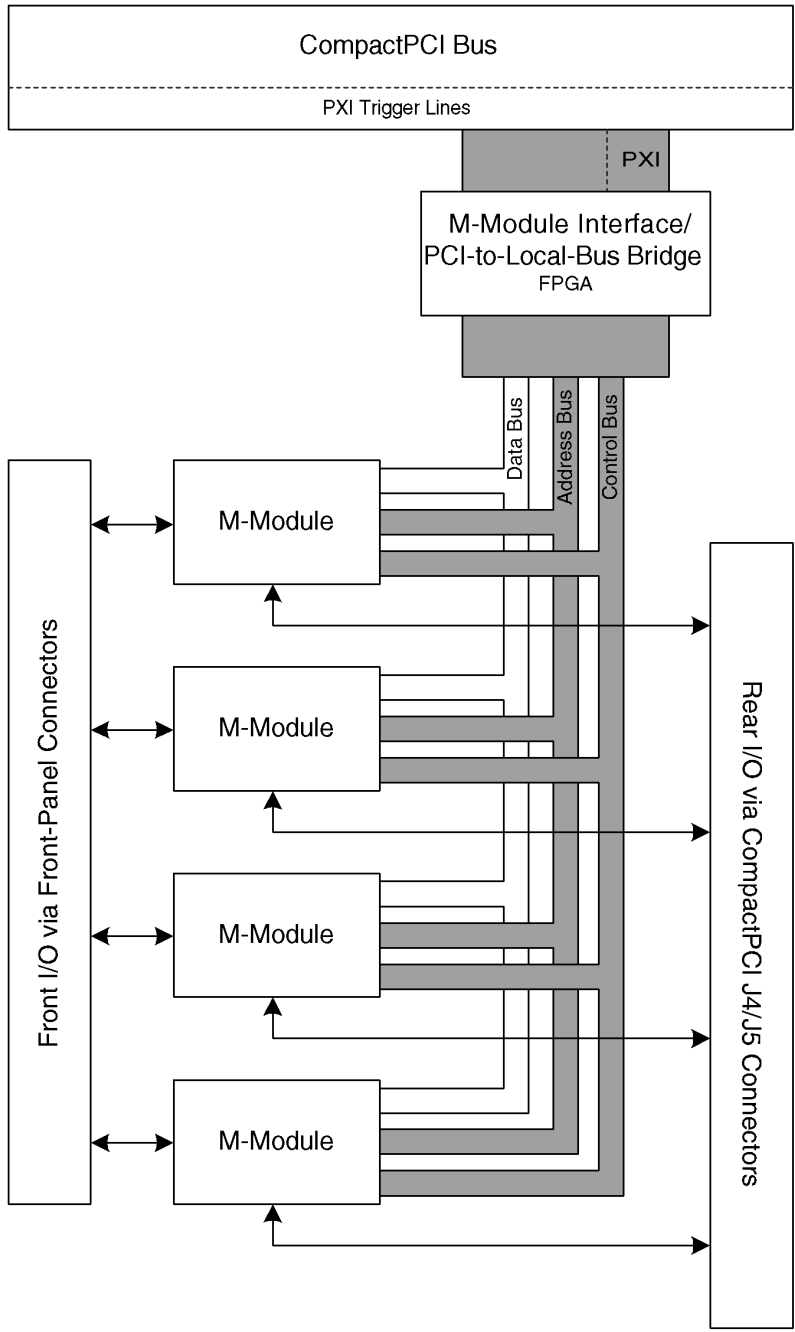 CompactPCI Bus
PXI Trigger Lines
PXI
M-Module Interface/
PCI-to-Local-Bus Bridge
FPGA
Data Bus
Address Bus
Control Bus
M-Module
M-Module
M-Module
M-Module
Front I/O via Front-Panel Connectors
Rear I/O via CompactPCI J4/J5 Connectors